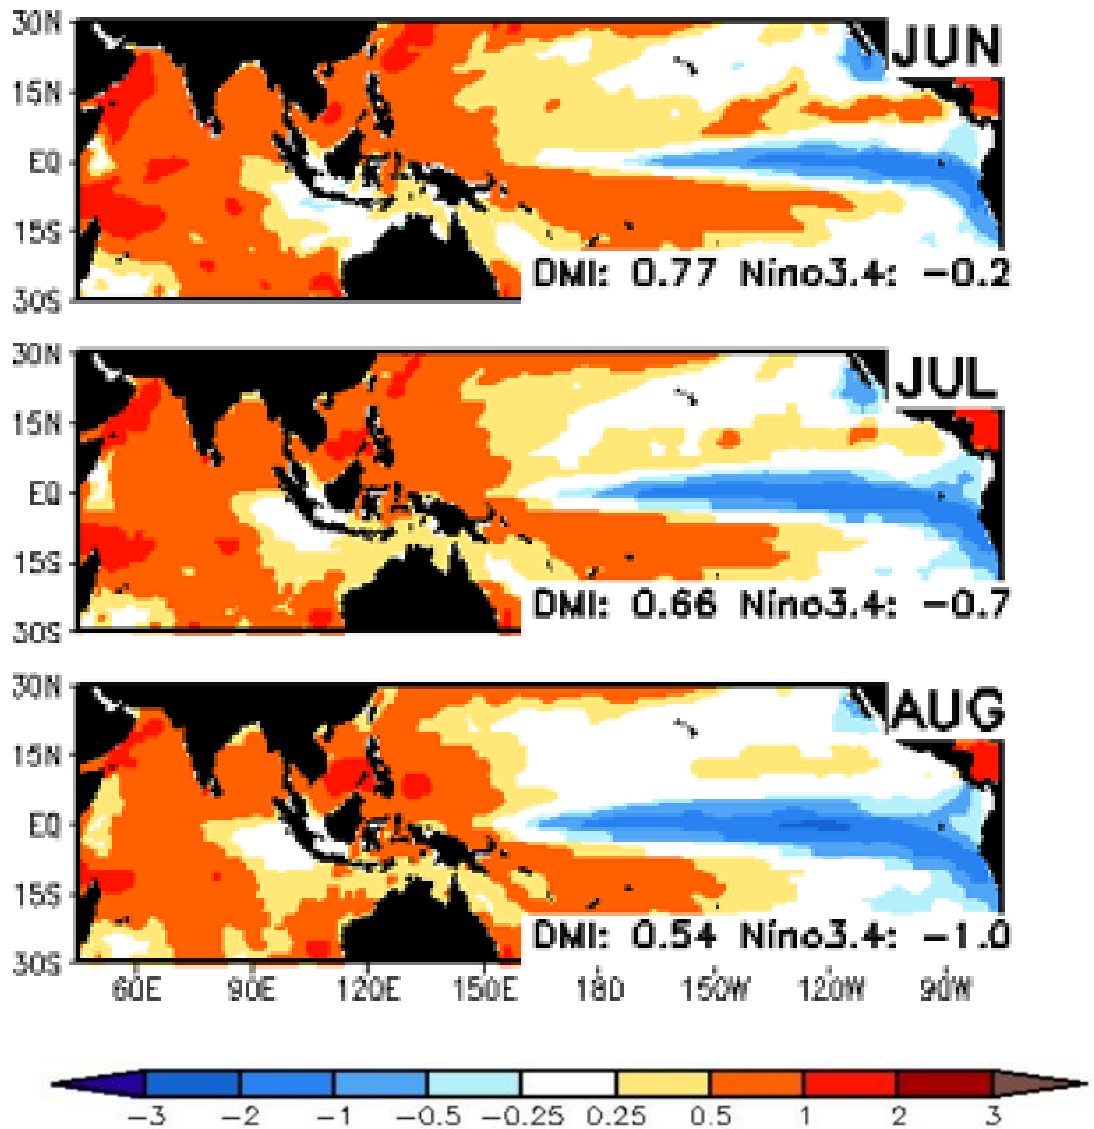 30N
JUN
15N
EQ
15S
DMI: 0.77 Nino3.4: -0.2
30S
30N
JUL
15N
EQ
15S
DMI: 0.66 Nino3.4: -0.7
30S
30N
AUG
15N
EQ
15S
DMI: 0.54 Nino3.4: -1.0
30S
60E 90E 120E 150E 180 150W 120W 90W
-3 -2 -1 -0.5 -0.25 0.25 0.5 1 2 3